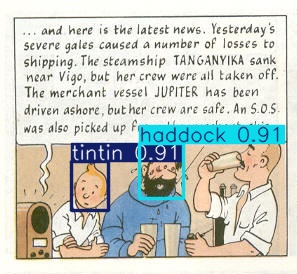 ... and here is the latest news. Yesterday's
severe gales caused a number of losses to
shipping. The steamship TANGANYIKA sank
near Vigo, but her crew were all taken off.
The merchant vessel JUPITER has been
driven ashore, but her crew are safe. An S.O.S.
was also picked up
haddock 0.91
tintin 0.91